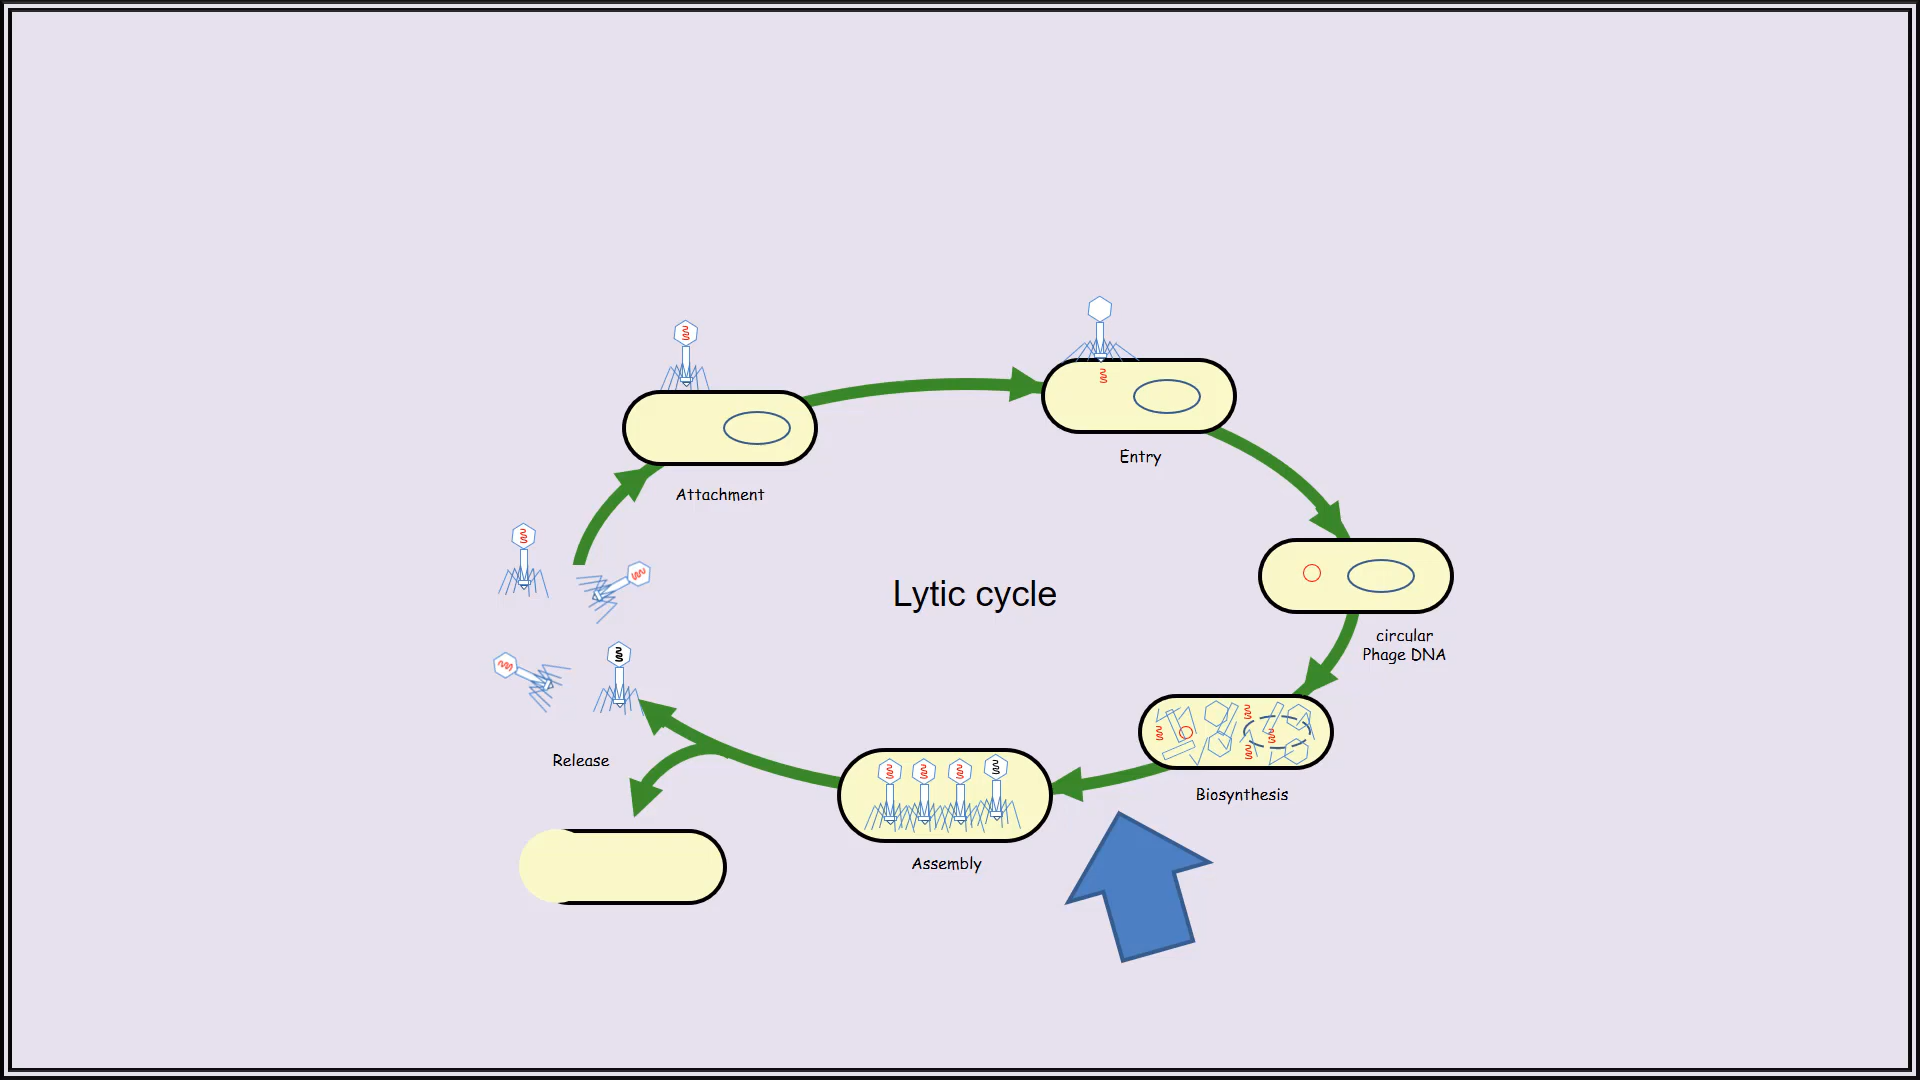 Entry
Attachment
Lytic cycle
circular
Phage DNA
Release
Biosynthesis
Assembly